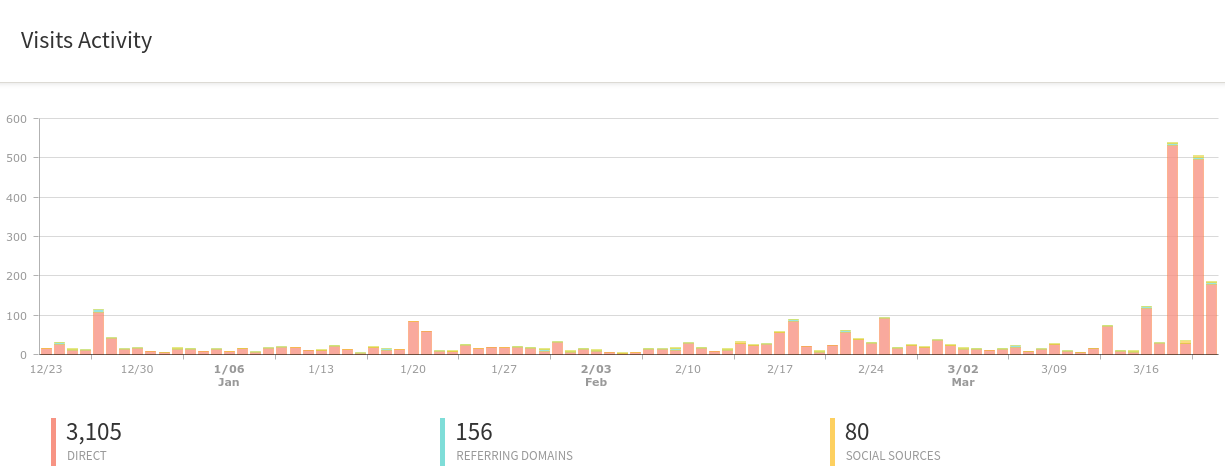 Visits Activity
600
500
400
300
200
100
0
12/23 12/30 1/06 1/13 1/20 1/27 2/03 2/10 2/17 2/24 3/02 3/09 3/16
Jan Feb Mar
3,105 156 80
DIRECT REFERRING DOMAINS SOCIAL SOURCES